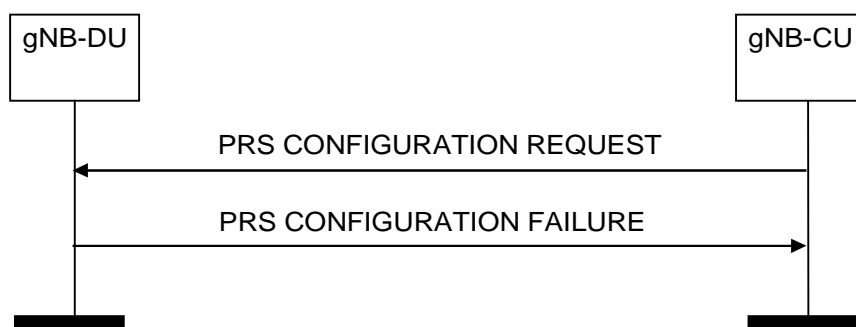 gNB-DU
gNB-CU
PRS CONFIGURATION REQUEST
PRS CONFIGURATION FAILURE